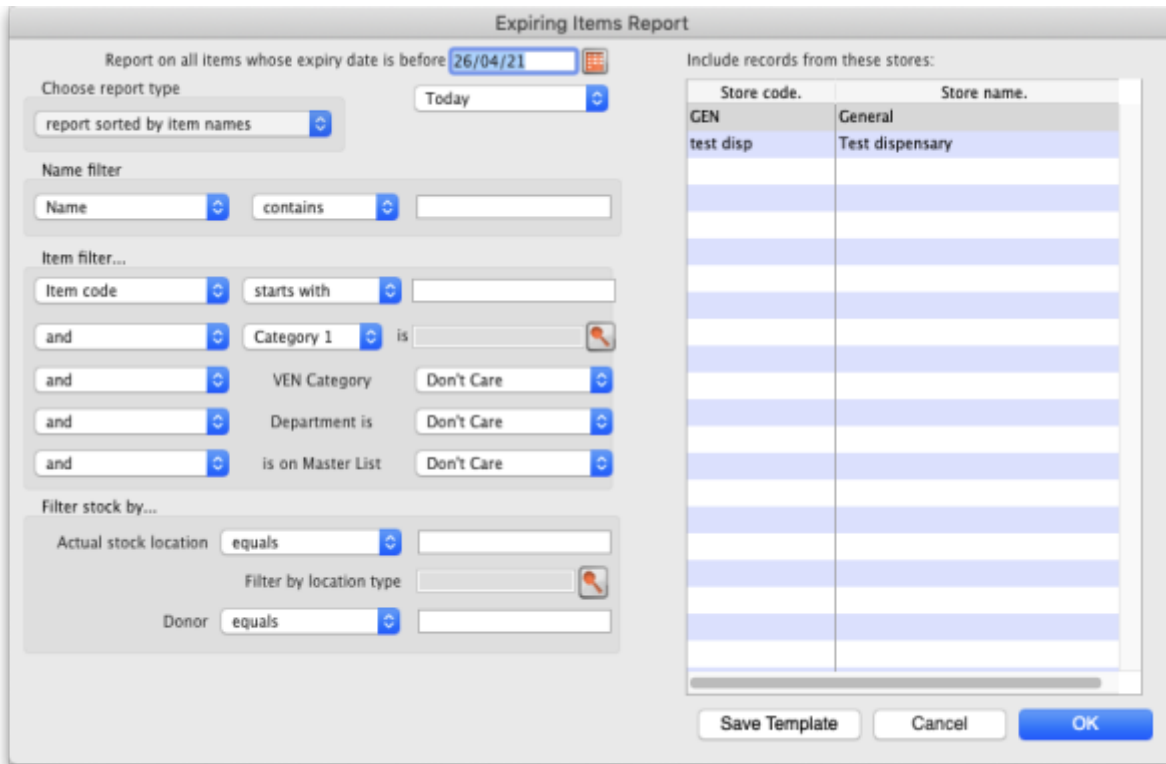 Expiring Items Report
Report on all items whose expiry date is before 26/04/21
Today
Choose report type
report sorted by item names
Name filter
Name contains
Item filter...
Item code starts with
and Category 1 is
and VEN Category Don't Care
and Department is Don't Care
and is on Master List Don't Care
Filter stock by...
Actual stock location equals
Filter by location type
Donor equals
Include records from these stores:
Store code. Store name.
GEN General
test disp Test dispensary
Save Template Cancel OK